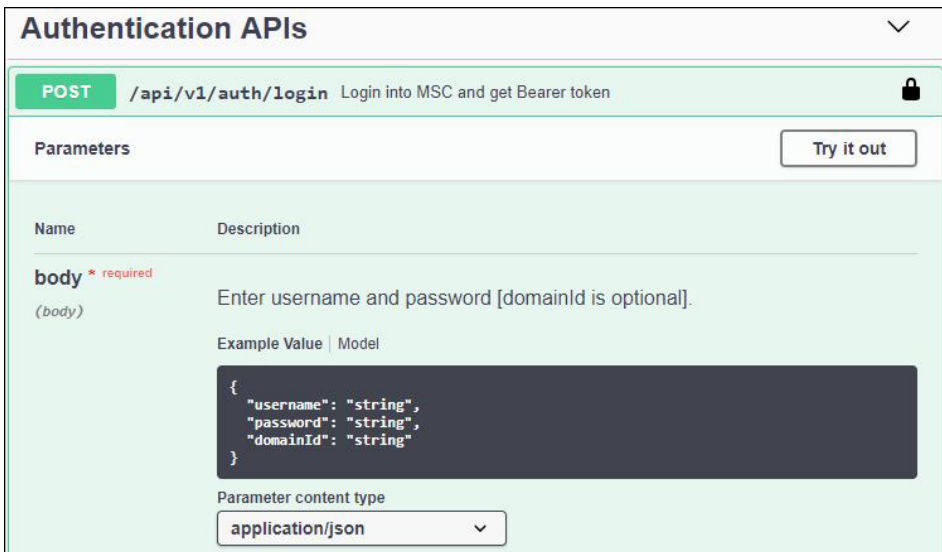 Authentication APIs
POST /api/v1/auth/login Login into MSC and get Bearer token
Parameters Try it out
Name Description
body * required
(body)
Enter username and password [domainId is optional].
Example Value | Model
{
"username": "string",
"password": "string",
"domainId": "string"
}
Parameter content type
application/json